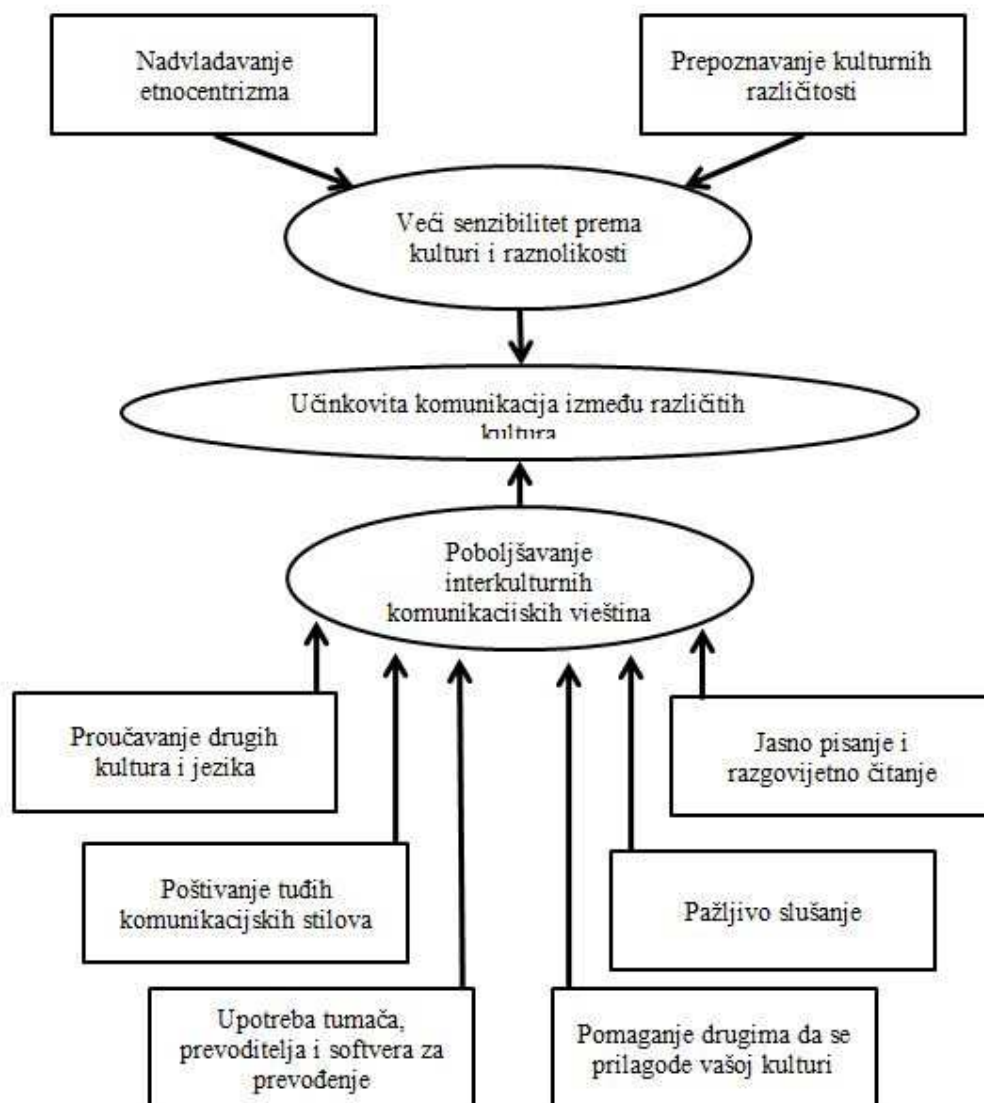 Nadvladavanje
etnocentrizma
Prepoznavanje kulturnih
različitosti
Veći senzibilitet prema
kulturi i raznolikosti
Učinkovita komunikacija između različitih
kultura
Poboljšavanje
interkulturnih
komunikacijskih vještina
Proučavanje drugih
kultura i jezika
Jasno pisanje i
razgovijetno čitanje
Poštivanje tuđih
komunikacijskih stilova
Pažljivo slušanje
Upotreba tumača,
prevoditelja i softvera za
prevođenje
Pomaganje drugima da se
prilagode vašoj kulturi